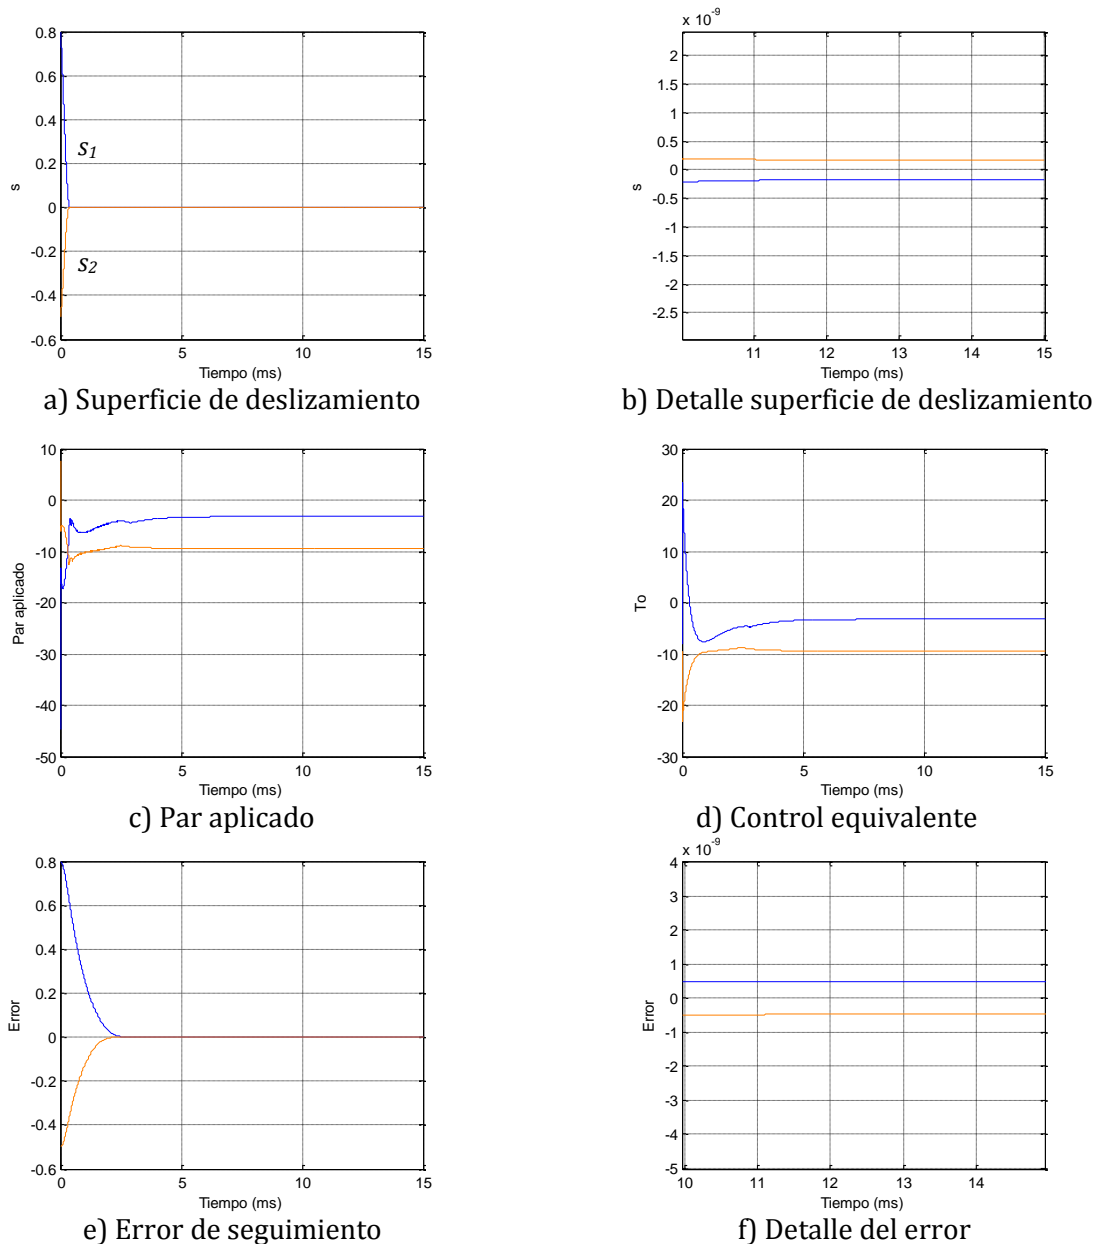 0.8
0.6
0.4
0.2
0
-0.2
-0.4
-0.6
s
s1
s2
0 5 10 15
Tiempo (ms)
a) Superficie de deslizamiento
x 10-9
2
1.5
1
0.5
0
-0.5
-1
-1.5
-2
-2.5
s
11 12 13 14 15
Tiempo (ms)
b) Detalle superficie de deslizamiento
10
0
-10
-20
-30
-40
-50
Par aplicado
0 5 10 15
Tiempo (ms)
c) Par aplicado
30
20
10
0
-10
-20
-30
To
0 5 10 15
Tiempo (ms)
d) Control equivalente
0.8
0.6
0.4
0.2
0
-0.2
-0.4
-0.6
Error
0 5 10 15
Tiempo (ms)
e) Error de seguimiento
x 10-9
4
3
2
1
0
-1
-2
-3
-4
-5
Error
10 11 12 13 14
Tiempo (ms)
f) Detalle del error